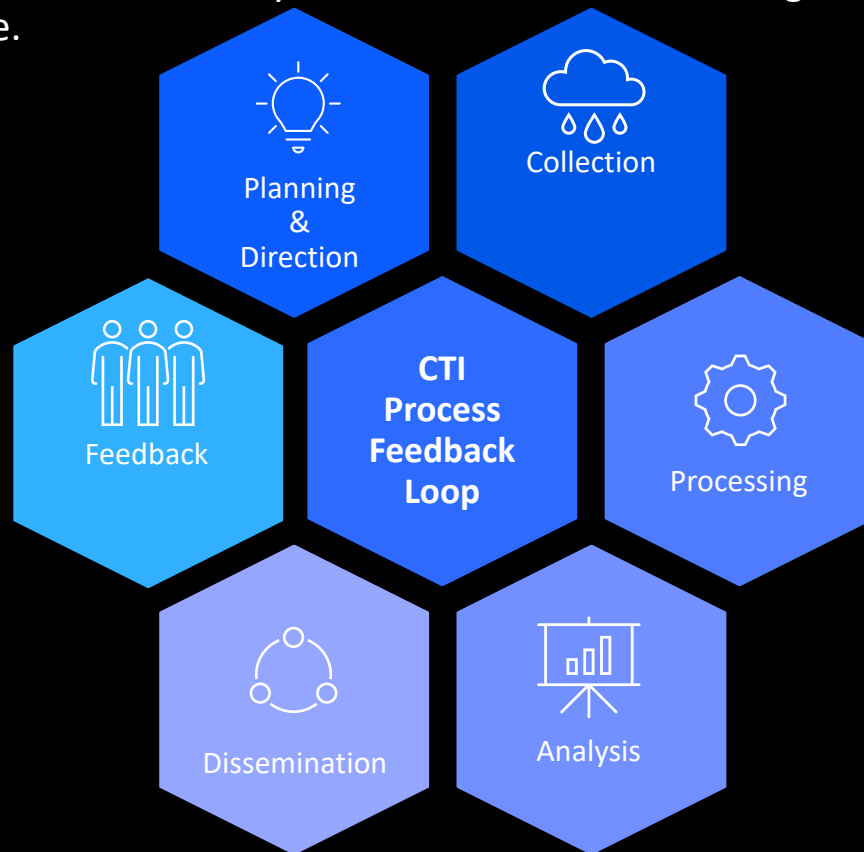 e.
Planning
&
Direction
Collection
Feedback
CTI
Process
Feedback
Loop
Processing
Dissemination
Analysis